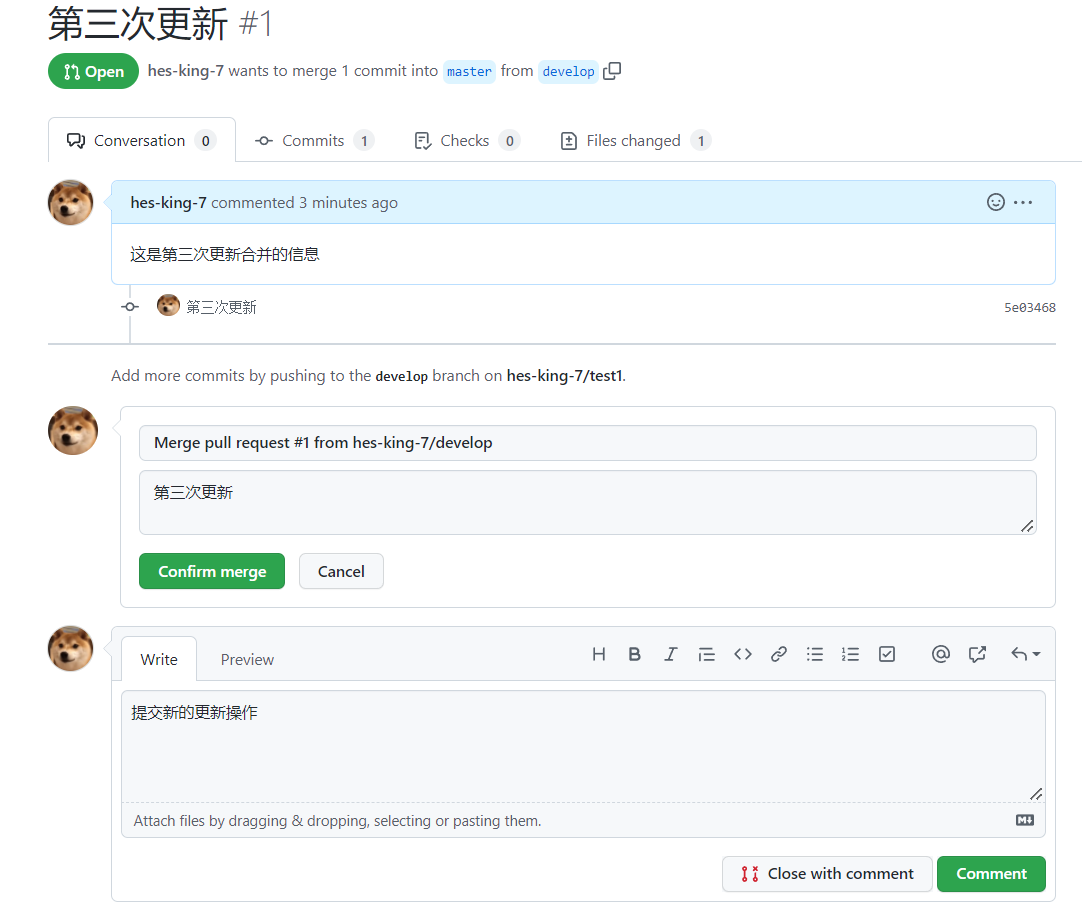 第三次更新 #1
Open hes-king-7 wants to merge 1 commit into master from develop
Conversation 0 Commits 1 Checks 0 Files changed 1
hes-king-7 commented 3 minutes ago
这是第三次更新合并的信息
第三次更新 5e03468
Add more commits by pushing to the develop branch on hes-king-7/test1.
Merge pull request #1 from hes-king-7/develop
第三次更新
Confirm merge Cancel
Write Preview
提交新的更新操作
Attach files by dragging & dropping, selecting or pasting them.
Close with comment Comment